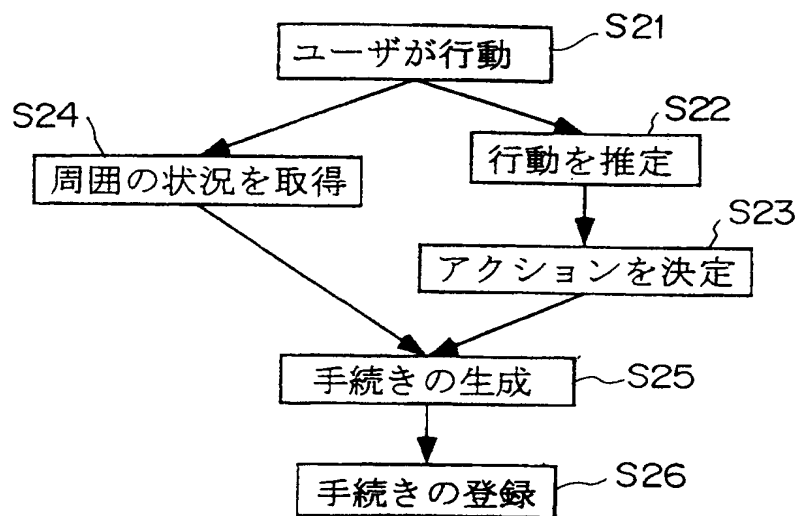 S21
ユーザが行動
S22
行動を推定
S24
周囲の状況を取得
S23
アクションを決定
手続きの生成
S25
手続きの登録
S26